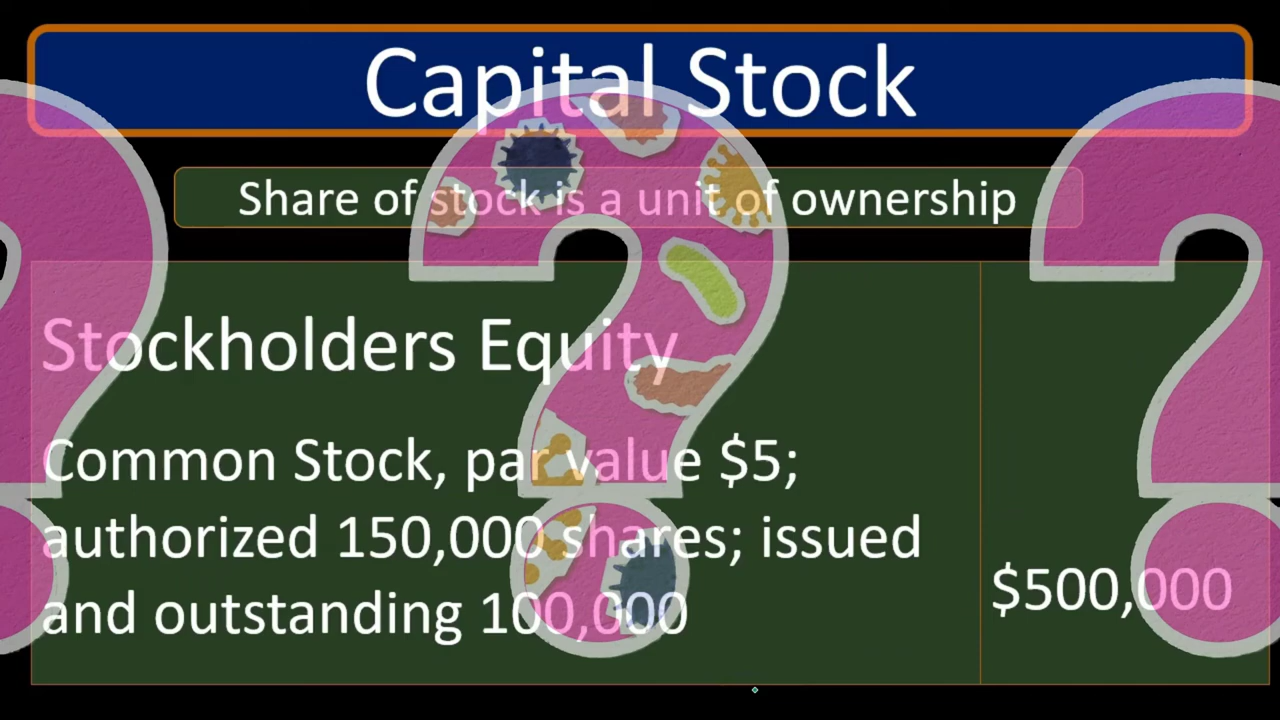 Capital Stock
Share of stock is a unit of ownership
Stockholders Equity
Common Stock, par value $5;
authorized 150,000 shares; issued
and outstanding 100,000
$500,000